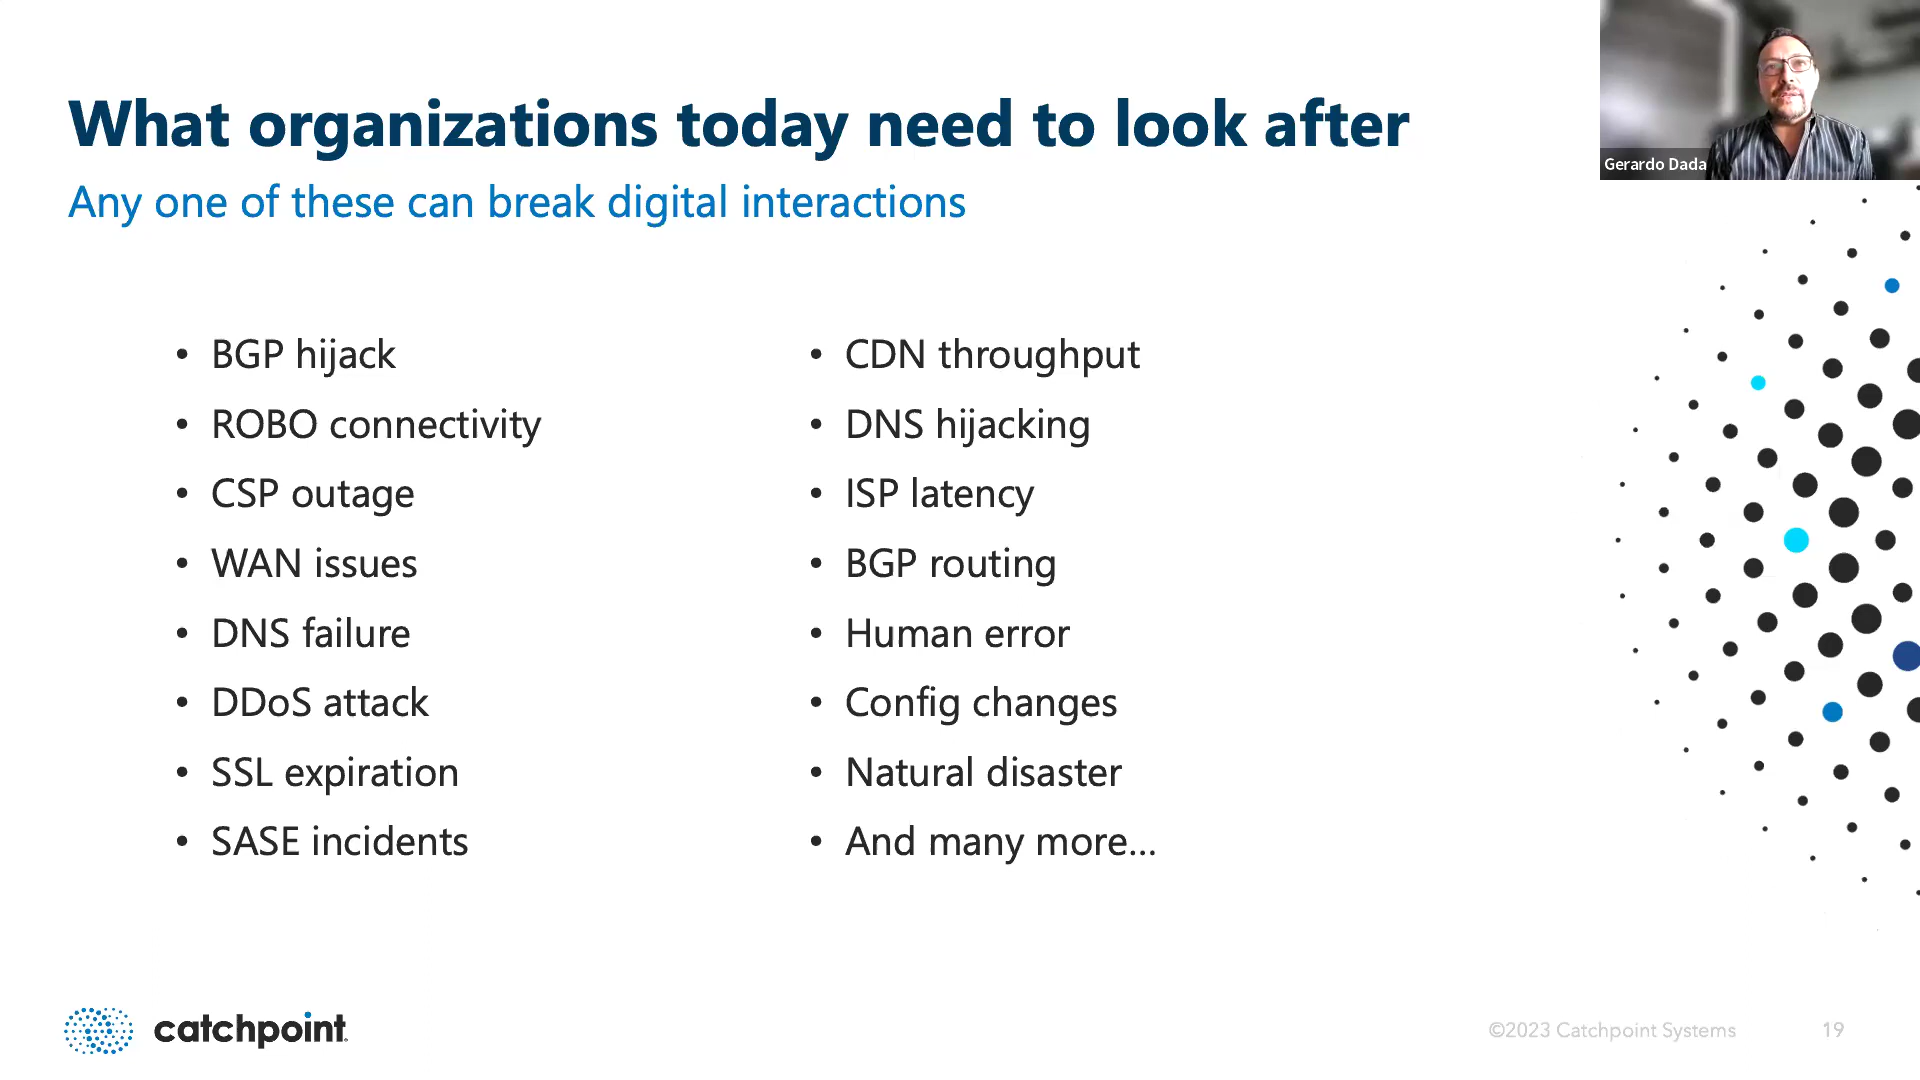 What organizations today need to look after
Any one of these can break digital interactions
• BGP hijack
• ROBO connectivity
• CSP outage
• WAN issues
• DNS failure
• DDoS attack
• SSL expiration
• SASE incidents
• CDN throughput
• DNS hijacking
• ISP latency
• BGP routing
• Human error
• Config changes
• Natural disaster
• And many more...
Gerardo Dada
catchpoint.
©2023 Catchpoint Systems
19